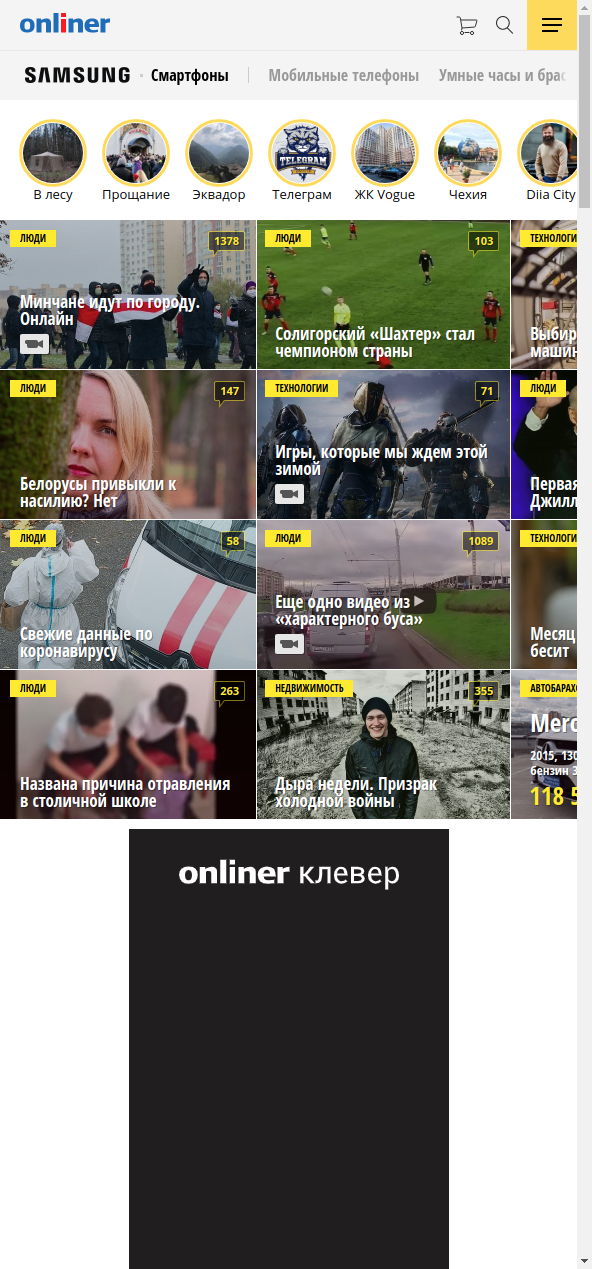 onliner
SAMSUNG
Смартфоны
Мобильные телефоны
Умные часы и брас
В лесу
Прощание
Эквадор
TELEGRAM
Телеграм
ЖК Vogue
Чехия
Diia City
ЛЮДИ
1378
Минчане идут по городу.
Онлайн
ЛЮДИ
103
Солигорский «Шахтер» стал
чемпионом страны
ТЕХНОЛОГИ
Выбир
машин
ЛЮДИ
147
Белорусы привыкли к
насилию? Нет
ТЕХНОЛОГИИ
71
Игры, которые мы ждем этой
зимой
ЛЮДИ
Первая
Джилл
ЛЮДИ
58
Свежие данные по
коронавирусу
ЛЮДИ
1089
Еще одно видео из
«характерного буса»
ТЕХНОЛОГИ
Месяц
бесит
ЛЮДИ
263
Названа причина отравления
в столичной школе
НЕДВИЖИМОСТЬ
355
Дыра недели. Призрак
холодной войны
АВТОБАРАХО
Merc
2015, 130
бензин 3
118 5
onliner клевер